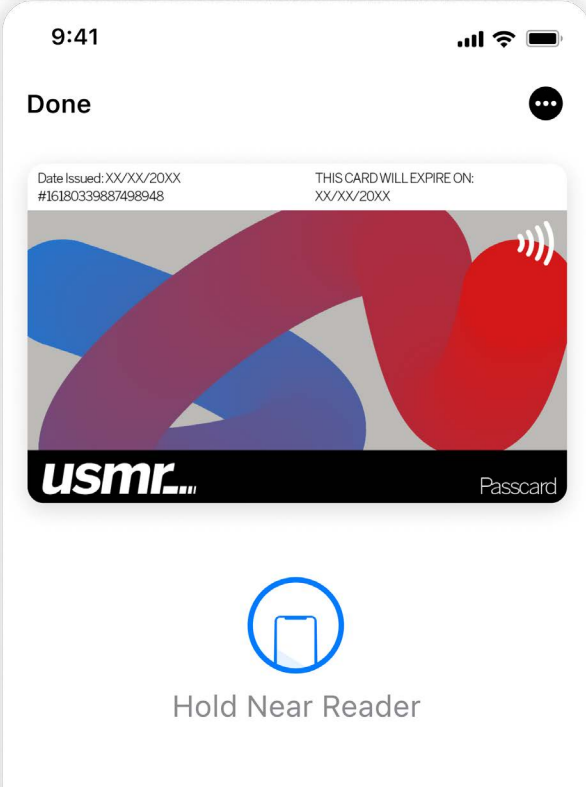 9:41
Done
Date Issued: XX/XX/20XX
#16180339887498948
THIS CARD WILL EXPIRE ON:
XX/XX/20XX
usmr...
Passcard
Hold Near Reader